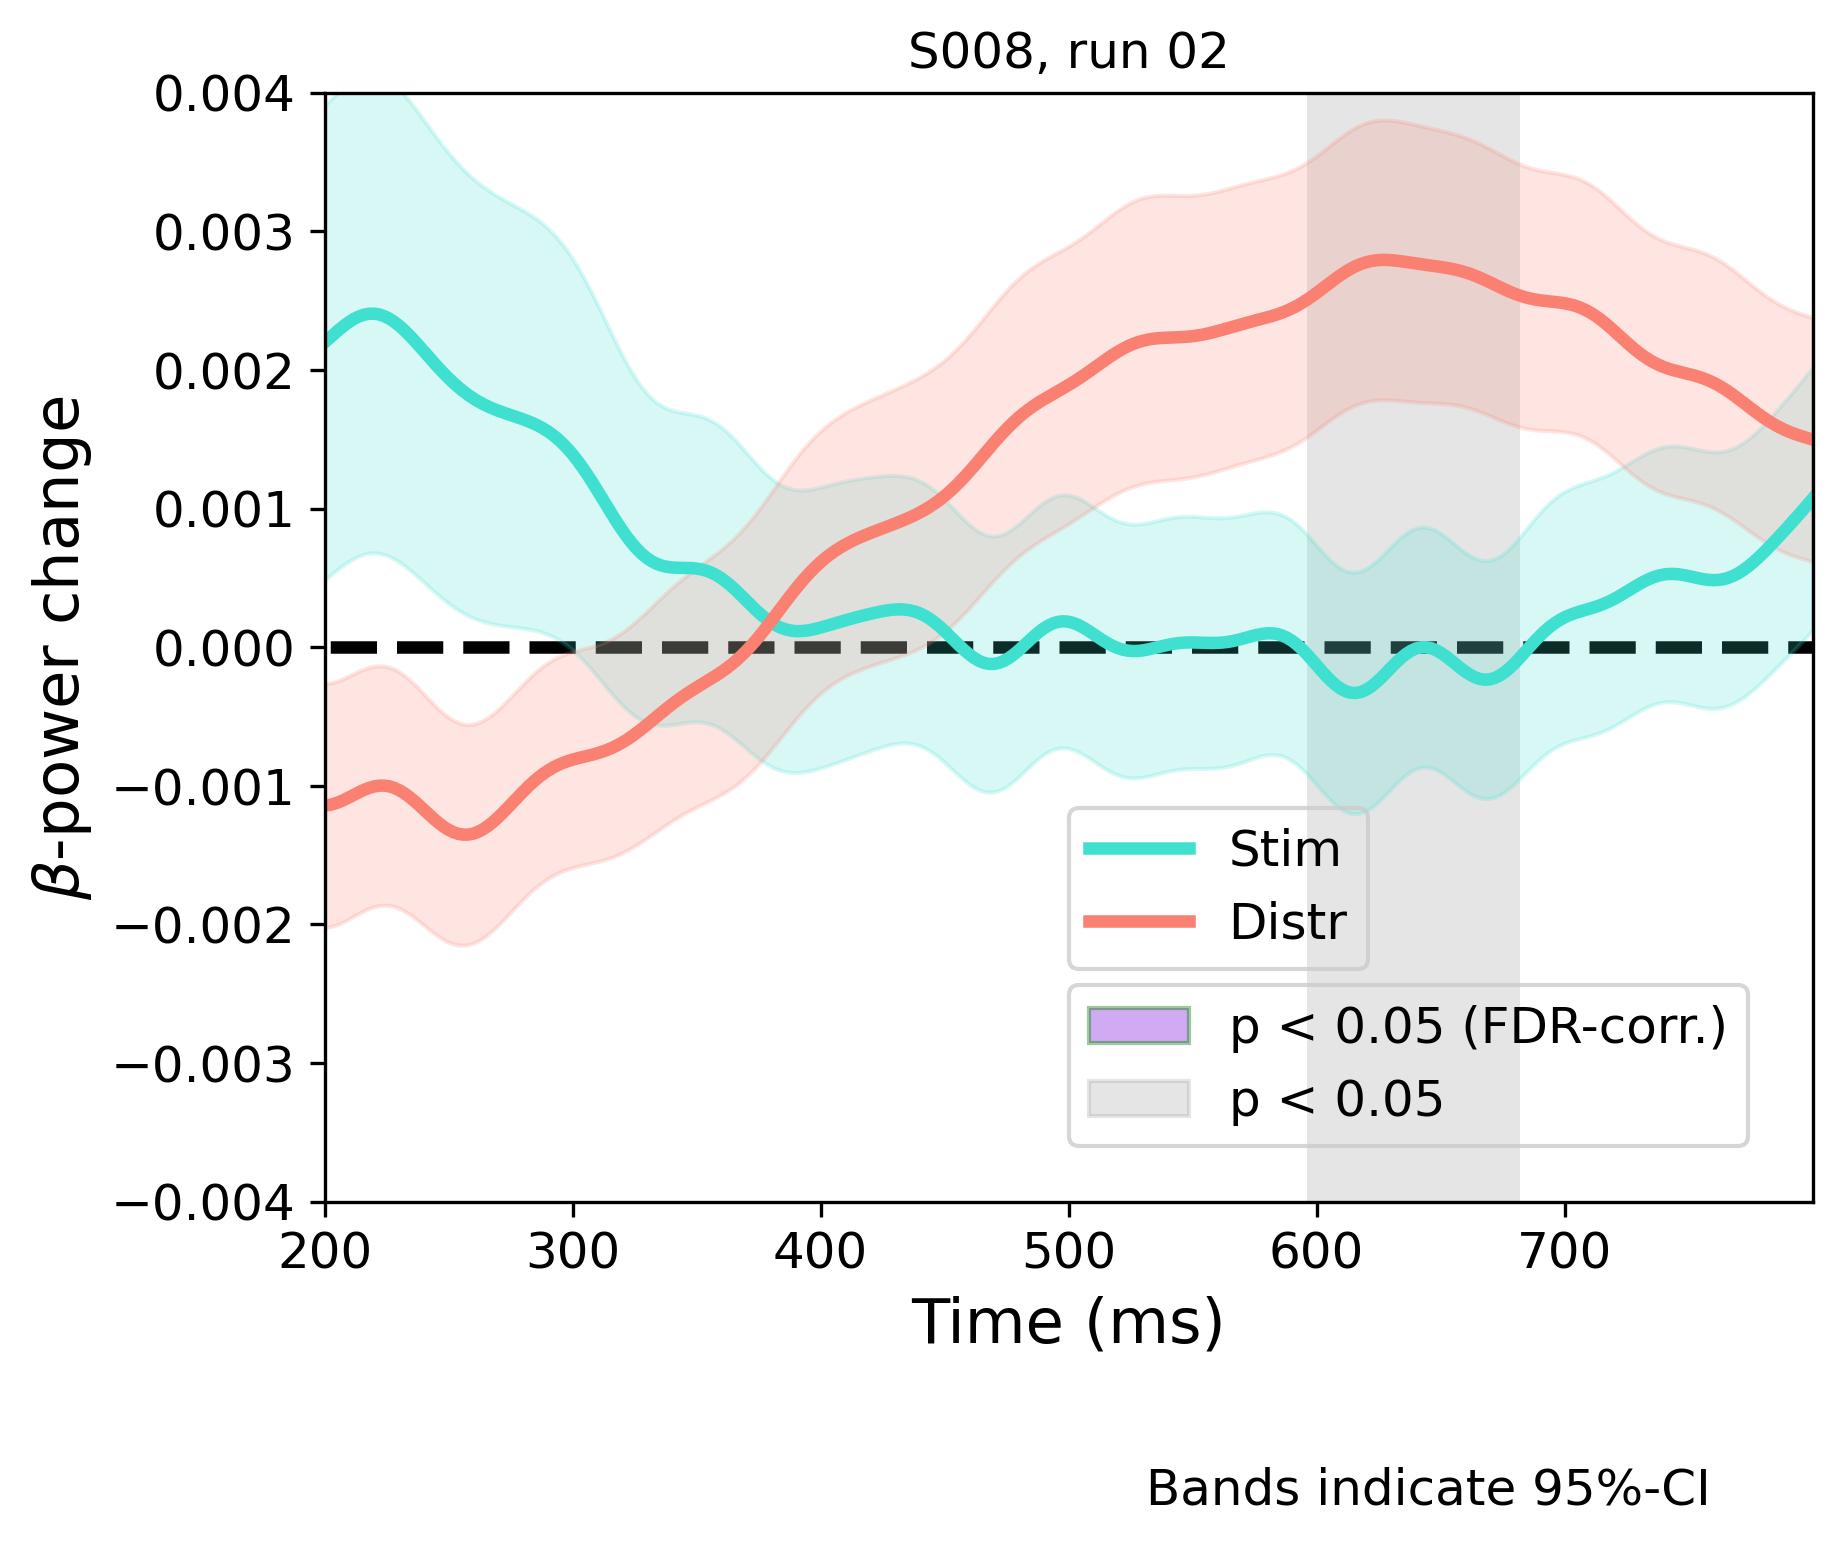 S008, run 02
0.004
0.003
0.002
0.001
0.000
−0.001
−0.002
−0.003
−0.004
β-power change
Stim
Distr
p < 0.05 (FDR-corr.)
p < 0.05
200 300 400 500 600 700
Time (ms)
Bands indicate 95%-CI